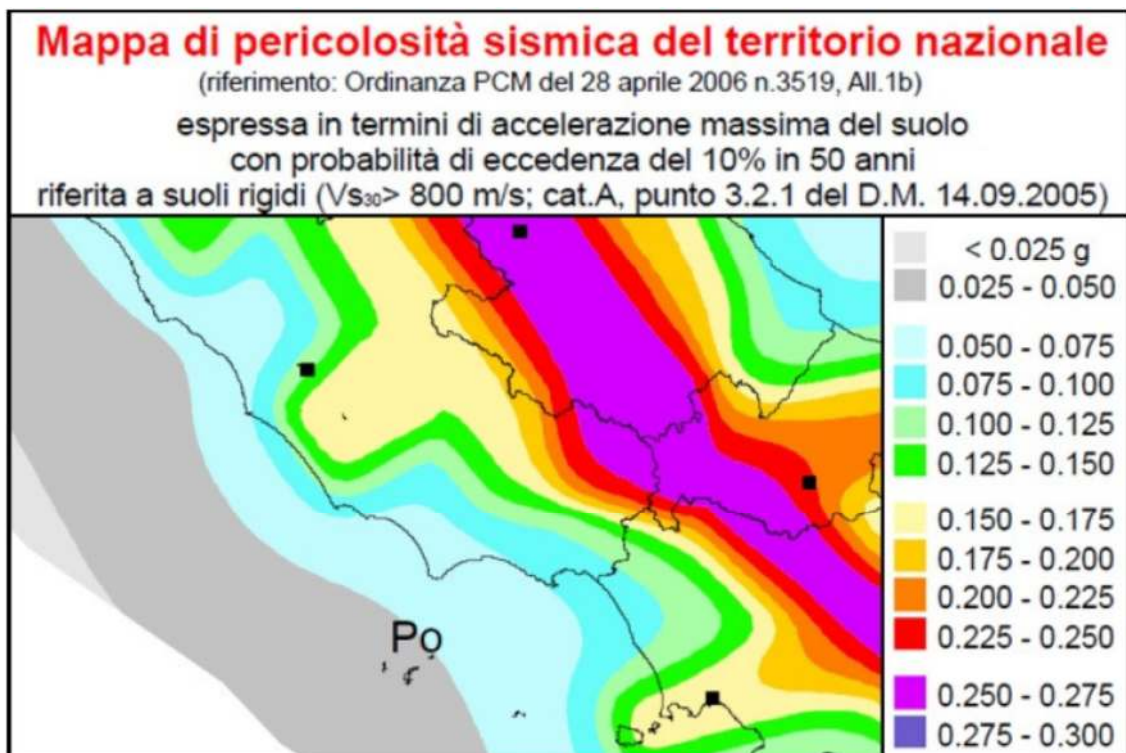 Mappa di pericolosità sismica del territorio nazionale
(riferimento: Ordinanza PCM del 28 aprile 2006 n.3519, All.1b)
espressa in termini di accelerazione massima del suolo
con probabilità di eccedenza del 10% in 50 anni
riferita a suoli rigidi (Vs₃₀> 800 m/s; cat.A, punto 3.2.1 del D.M. 14.09.2005)
< 0.025 g
0.025 - 0.050
0.050 - 0.075
0.075 - 0.100
0.100 - 0.125
0.125 - 0.150
0.150 - 0.175
0.175 - 0.200
0.200 - 0.225
0.225 - 0.250
0.250 - 0.275
0.275 - 0.300
Po